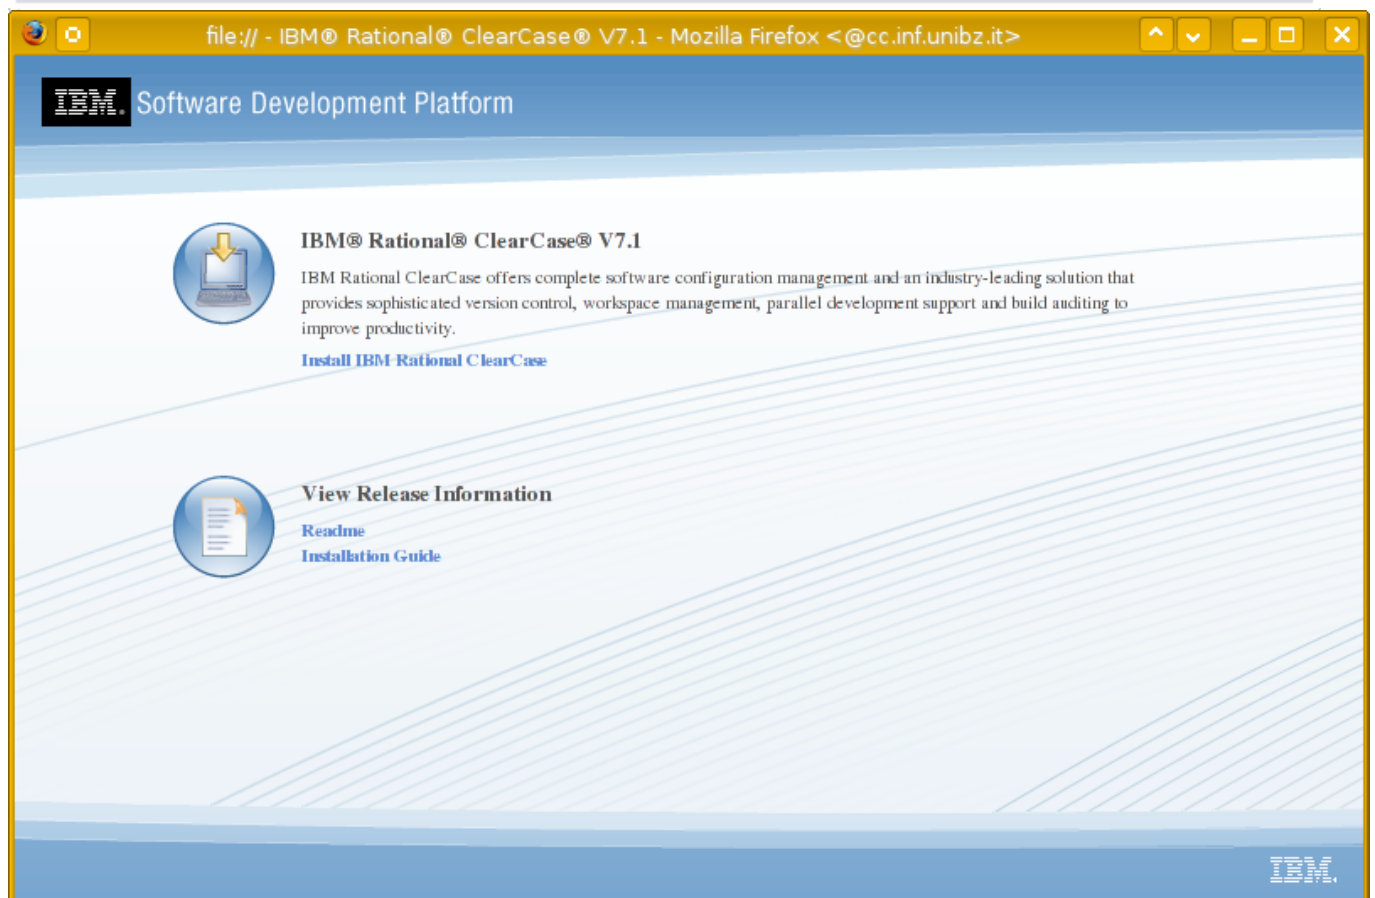 file:// - IBM® Rational® ClearCase® V7.1 - Mozilla Firefox <@cc.inf.unibz.it>
IBM. Software Development Platform
IBM® Rational® ClearCase® V7.1
IBM Rational ClearCase offers complete software configuration management and an industry-leading solution that
provides sophisticated version control, workspace management, parallel development support and build auditing to
improve productivity.
Install IBM Rational ClearCase
View Release Information
Readme
Installation Guide
IBM.